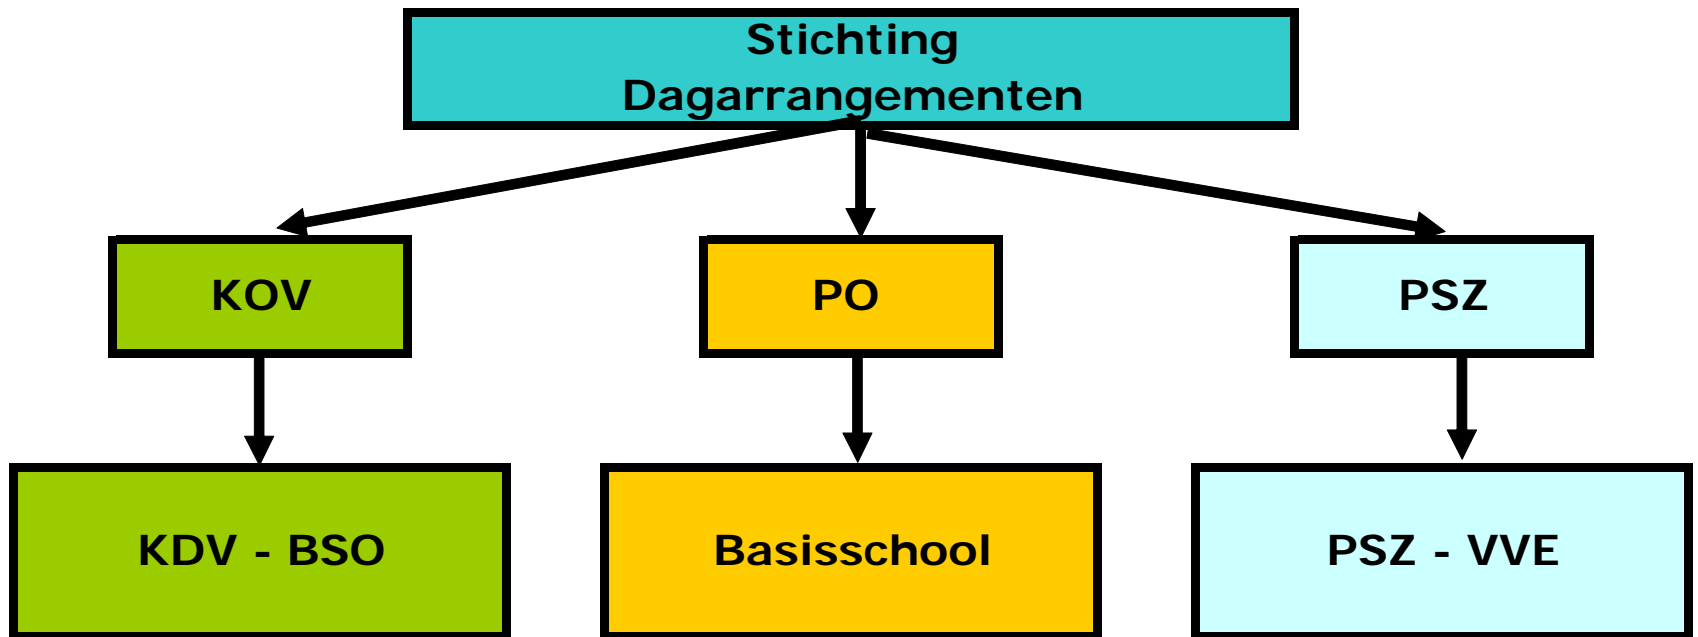 Stichting
Dagarrangementen
KOV
PO
PSZ
KDV - BSO
Basisschool
PSZ - VVE